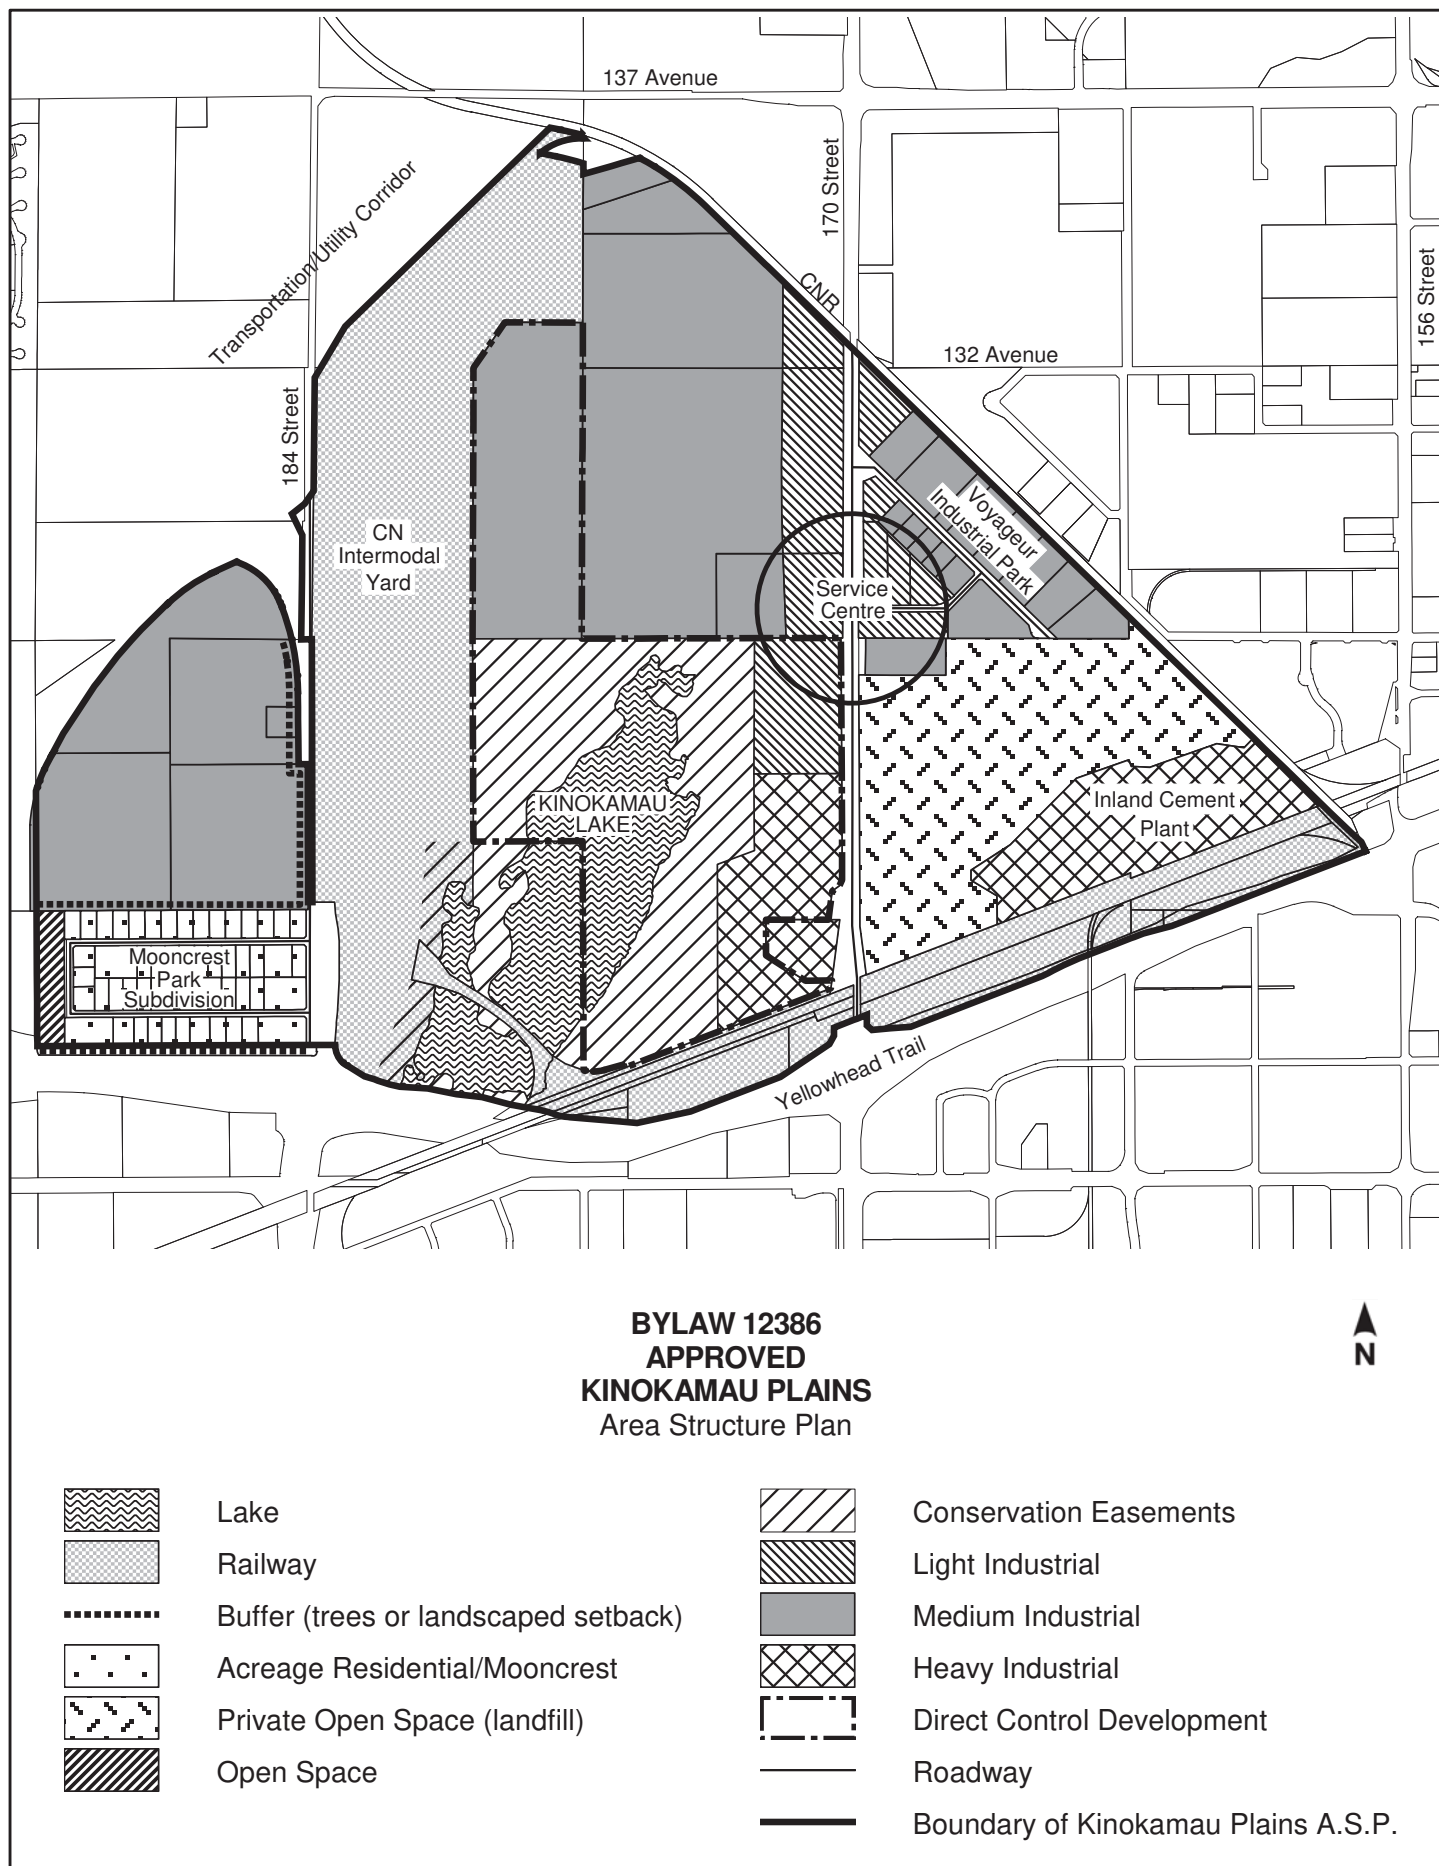 137 Avenue
Transportation/Utility Corridor
170 Street
CNR
156 Street
132 Avenue
184 Street
CN
Intermodal
Yard
Voyageur
Industrial Park
Service
Centre
KINOKAMAU
LAKE
Inland Cement
Plant
Mooncrest
Park
Subdivision
Yellowhead Trail
BYLAW 12386
APPROVED
KINOKAMAU PLAINS
Area Structure Plan
N
Lake
Railway
Buffer (trees or landscaped setback)
Acreage Residential/Mooncrest
Private Open Space (landfill)
Open Space
Conservation Easements
Light Industrial
Medium Industrial
Heavy Industrial
Direct Control Development
Roadway
Boundary of Kinokamau Plains A.S.P.